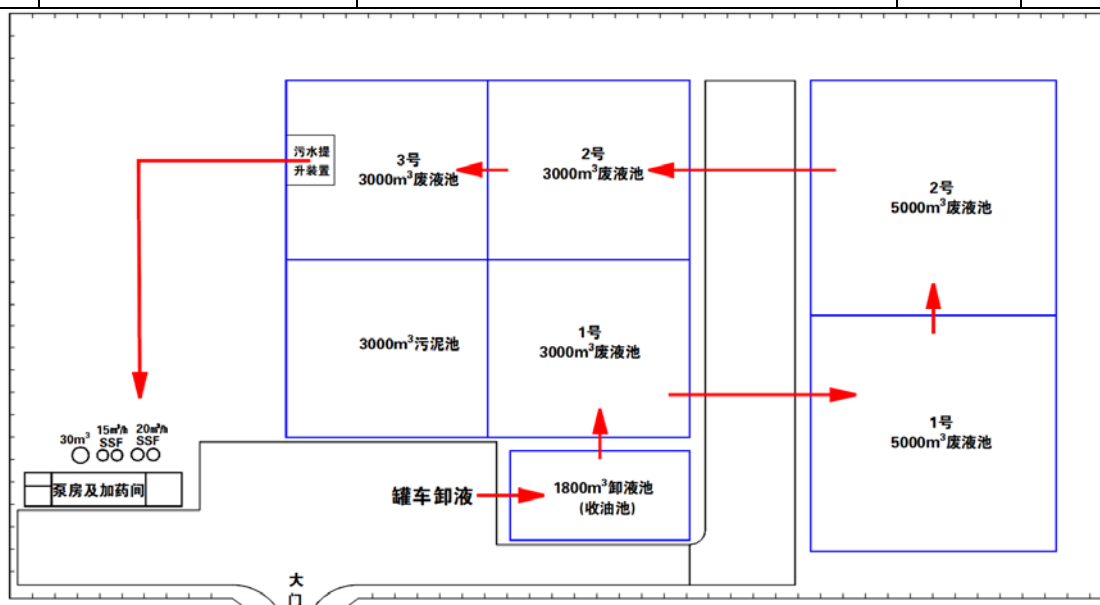 污水提
升装置
3号
3000m³废液池
2号
3000m³废液池
2号
5000m³废液池
3000m³污泥池
1号
3000m³废液池
1号
5000m³废液池
30m³
15m³/h
SSF
20m³/h
SSF
泵房及加药间
罐车卸液
1800m³卸液池
(收油池)
大
门